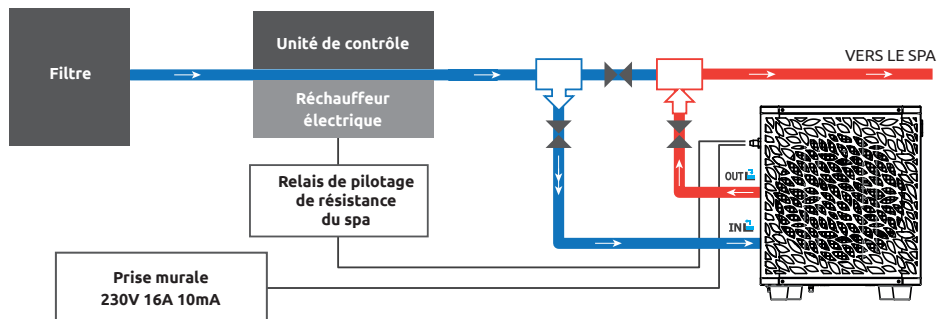 Filtre
Unité de contrôle
Réchauffeur
électrique
VERS LE SPA
Relais de pilotage
de résistance
du spa
OUT
IN
Prise murale
230V 16A 10mA